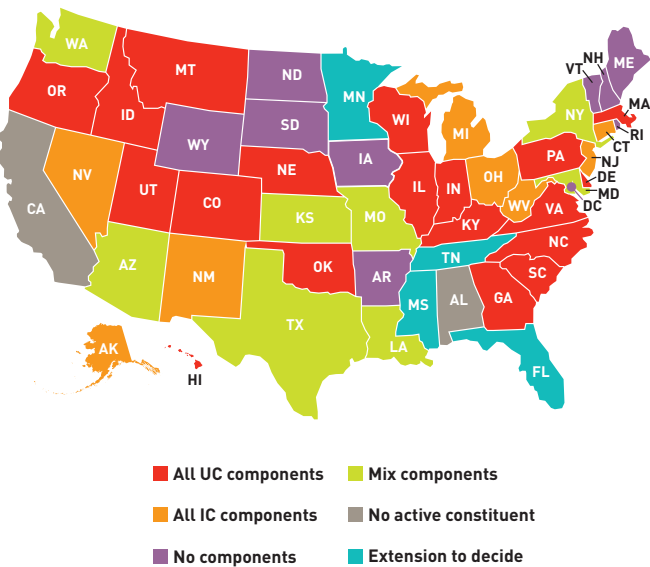 WA
OR
ID
MT
ND
MN
SD
WY
WI
MI
NY
VT
NH
ME
MA
RI
CT
NJ
DE
MD
DC
PA
NV
UT
CO
NE
IA
IL
IN
OH
WV
VA
CA
AZ
NM
KS
MO
KY
NC
TN
SC
OK
AR
MS
AL
GA
TX
LA
FL
AK
HI
All UC components
Mix components
All IC components
No active constituent
No components
Extension to decide